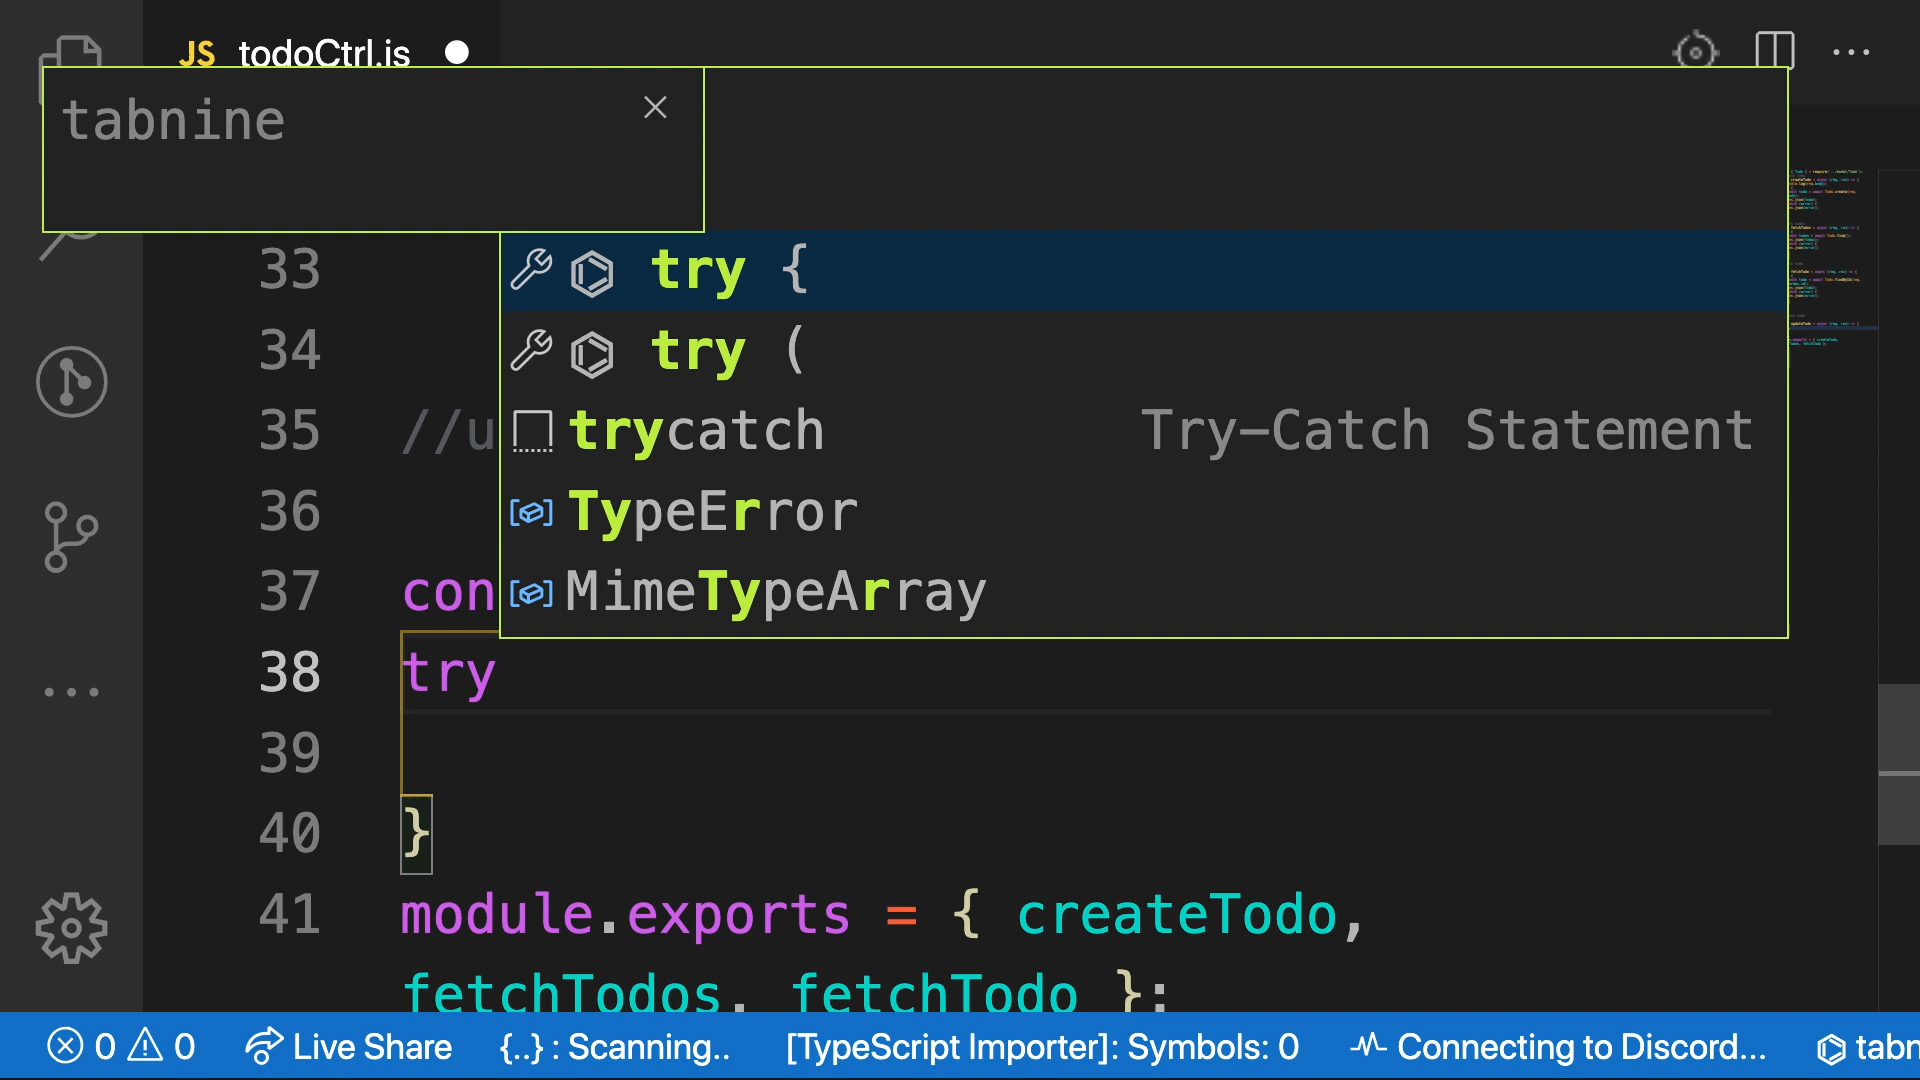 JS todoCtrl.js
tabnine
33 try {
34 try (
35 //u trycatch Try-Catch Statement
36 TypeError
37 con MimeTypeArray
38 try
39
40 }
41 module.exports = { createTodo,
fetchTodos, fetchTodo };
0 0 Live Share {..} : Scanning.. [TypeScript Importer]: Symbols: 0 Connecting to Discord... tabn